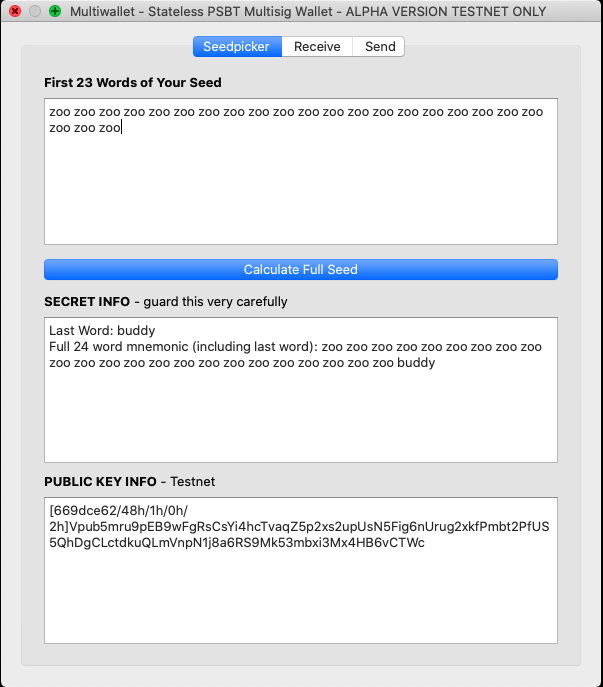 Multiwallet - Stateless PSBT Multisig Wallet - ALPHA VERSION TESTNET ONLY
Seedpicker Receive Send
First 23 Words of Your Seed
zoo zoo zoo zoo zoo zoo zoo zoo zoo zoo zoo zoo zoo zoo zoo zoo zoo zoo zoo zoo
zoo zoo zoo
Calculate Full Seed
SECRET INFO - guard this very carefully
Last Word: buddy
Full 24 word mnemonic (including last word): zoo zoo zoo zoo zoo zoo zoo zoo zoo
zoo zoo zoo zoo zoo zoo zoo zoo zoo zoo zoo zoo zoo zoo buddy
PUBLIC KEY INFO - Testnet
[669dce62/48h/1h/0h/
2h]Vpub5mru9pEB9wFgRsCsYi4hcTvaqZ5p2xs2upUsN5Fig6nUrug2xkfPmbt2PfUS
5QhDgCLctdkuQLmVnpN1j8a6RS9Mk53mbxi3Mx4HB6vCTWc